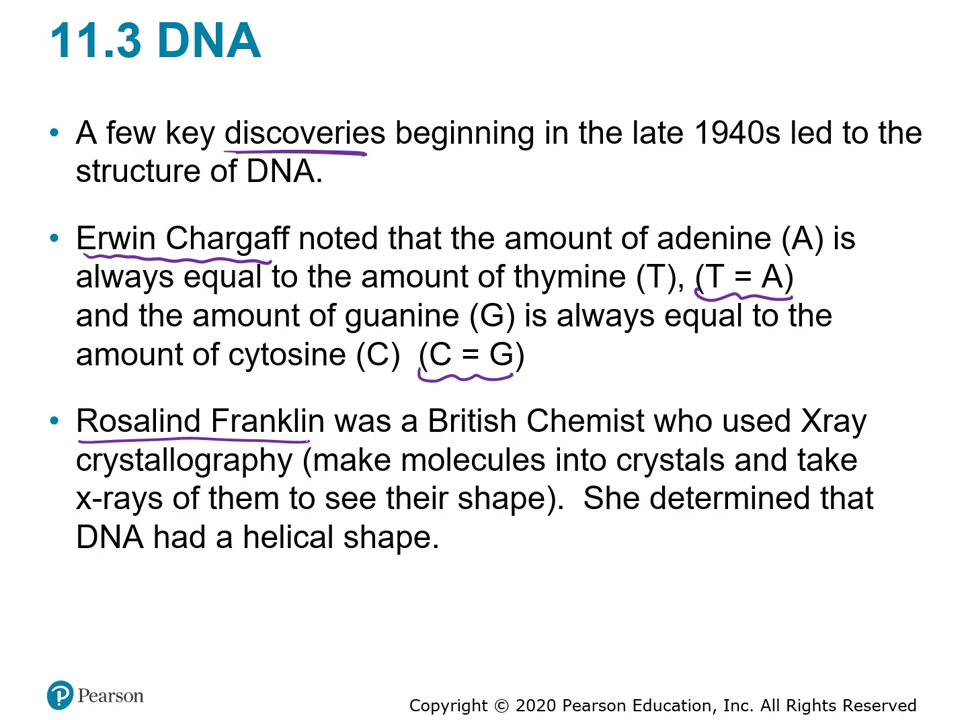 11.3 DNA
• A few key discoveries beginning in the late 1940s led to the
structure of DNA.
• Erwin Chargaff noted that the amount of adenine (A) is
always equal to the amount of thymine (T), (T = A)
and the amount of guanine (G) is always equal to the
amount of cytosine (C)  (C = G)
• Rosalind Franklin was a British Chemist who used Xray
crystallography (make molecules into crystals and take
x-rays of them to see their shape).  She determined that
DNA had a helical shape.
P Pearson
Copyright © 2020 Pearson Education, Inc. All Rights Reserved